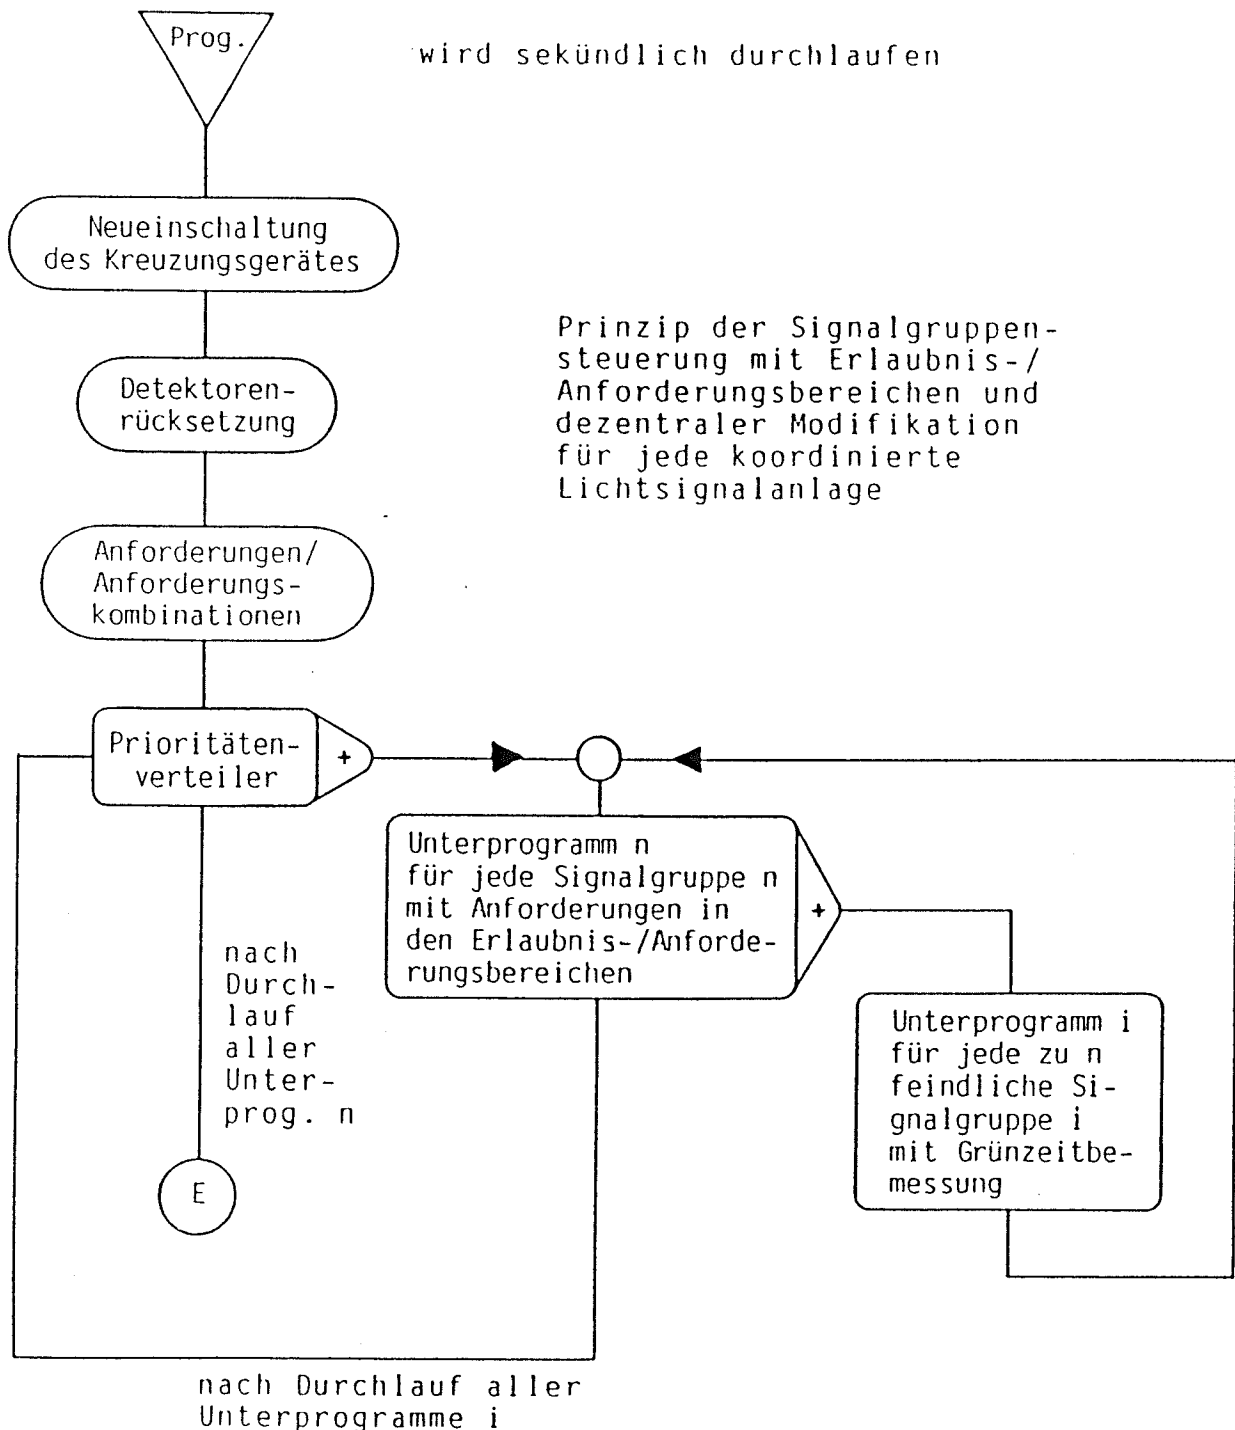 Prog.
wird sekündlich durchlaufen
Neueinschaltung
des Kreuzungsgerätes
Prinzip der Signalgruppen-
steuerung mit Erlaubnis-/
Anforderungsbereichen und
dezentraler Modifikation
für jede koordinierte
Lichtsignalanlage
Detektoren-
rücksetzung
Anforderungen/
Anforderungs-
kombinationen
Prioritäten-
verteiler
+
Unterprogramm n
für jede Signalgruppe n
mit Anforderungen in
den Erlaubnis-/Anforde-
rungsbereichen
+
nach
Durch-
lauf
aller
Unter-
prog. n
Unterprogramm i
für jede zu n
feindliche Si-
gnalgruppe i
mit Grünzeitbe-
messung
E
nach Durchlauf aller
Unterprogramme i